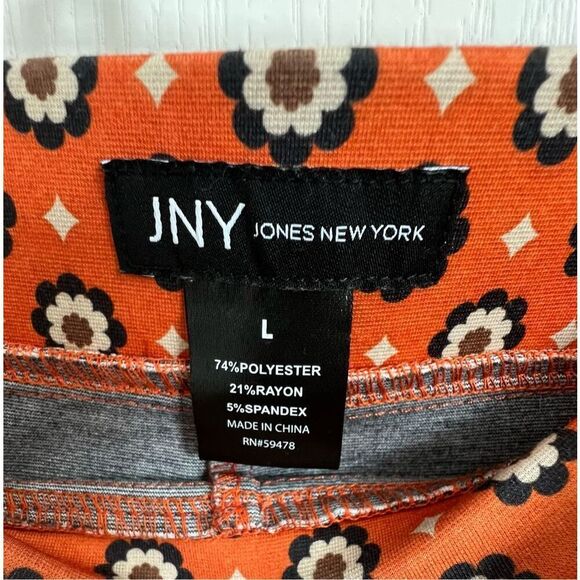 JNY JONES NEW YORK
L
74%POLYESTER
21%RAYON
5%SPANDEX
MADE IN CHINA
RN#59478